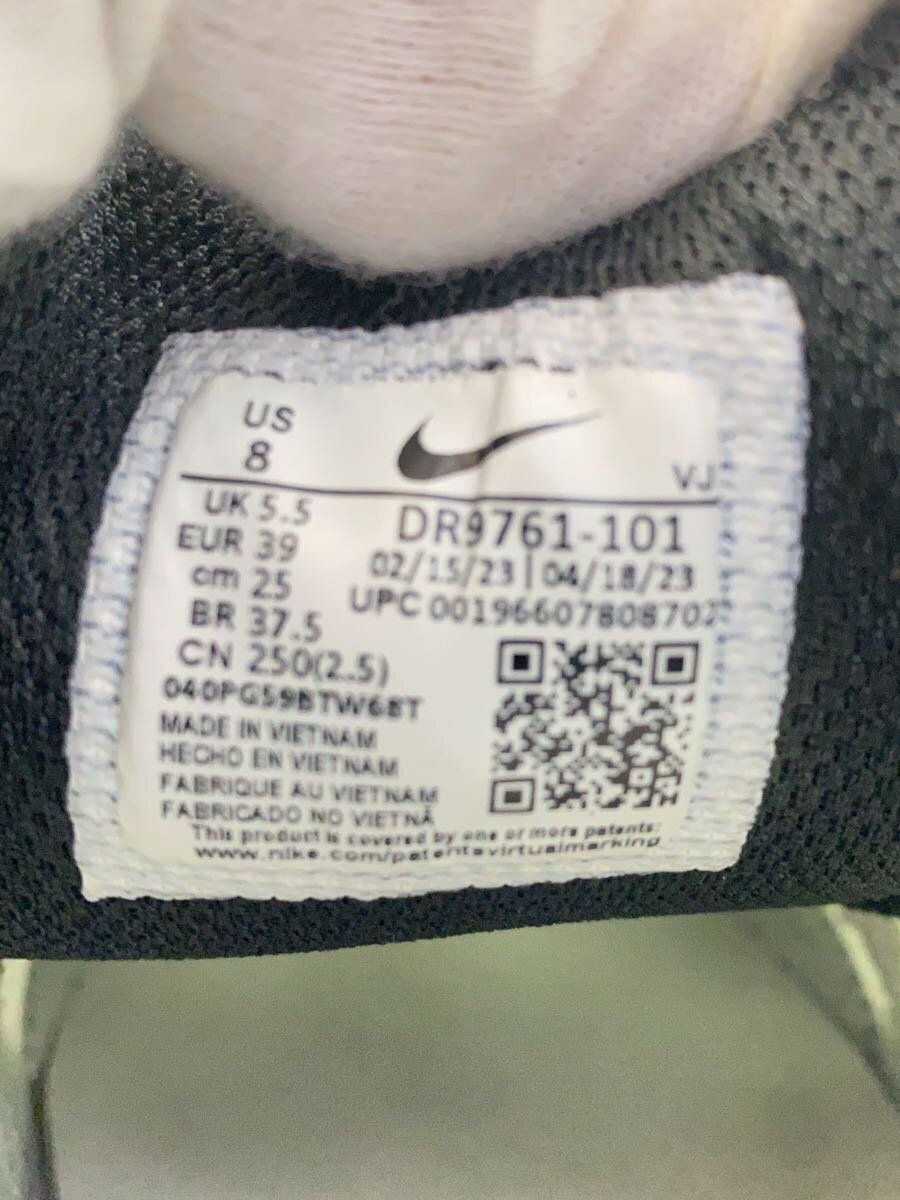 US
8
VJ
UK 5.5
EUR 39
cm 25
BR 37.5
CN 250(2.5)
DR9761-101
02/15/23 | 04/18/23
UPC 00196607808702
040PG59BTW6BT
MADE IN VIETNAM
HECHO EN VIETNAM
FABRIQUE AU VIETNAM
FABRICADO NO VIETNÃ
This product is covered by one or more patents:
www.nike.com/patentsvirtualmarking